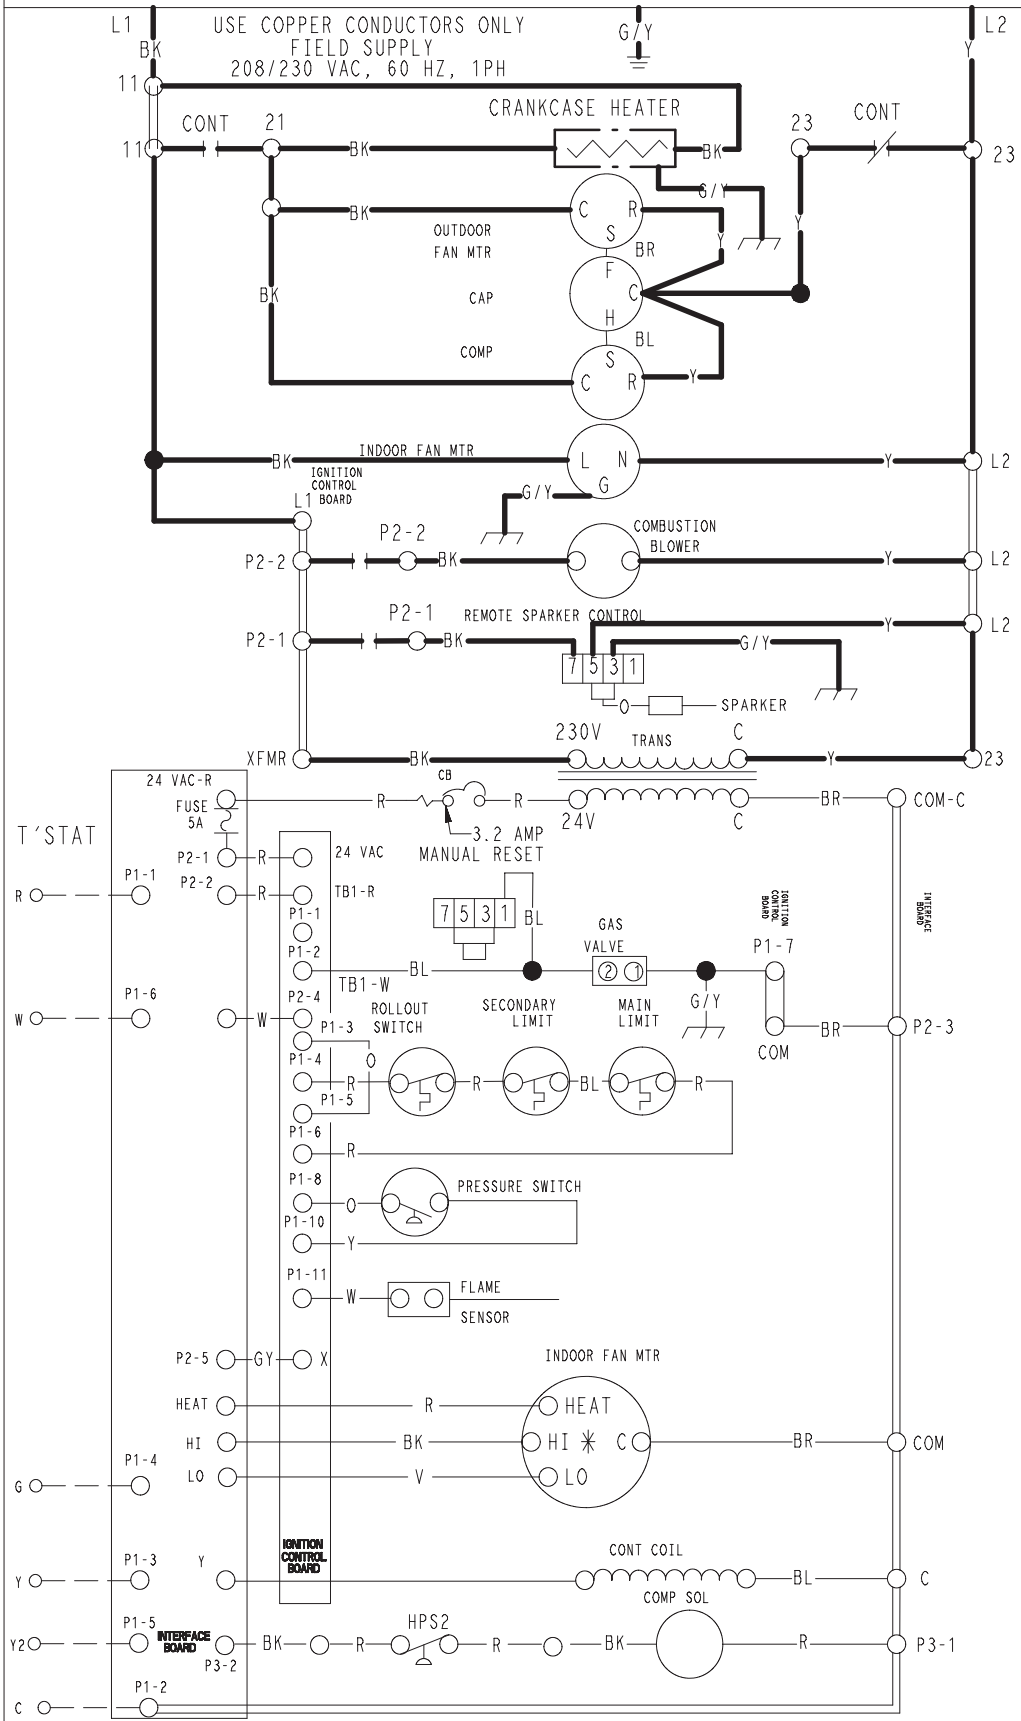 L1 USE COPPER CONDUCTORS ONLY G/Y L2
BK FIELD SUPPLY Y
208/230 VAC, 60 HZ, 1PH
11
CRANKCASE HEATER
CONT 21 23 CONT
11 BK BK 23
G/Y
BK C R
S
OUTDOOR
FAN MTR
BR Y Y
F
BK CAP C
H
BL
COMP S
C R Y
INDOOR FAN MTR
BK L N Y L2
G
IGNITION
CONTROL
BOARD
L1
G/Y
P2-2 COMBUSTION
BLOWER
P2-2 BK Y L2
P2-1 REMOTE SPARKER CONTROL Y L2
P2-1 BK G/Y
7 5 3 1
O SPARKER
230V TRANS C
XFMR BK Y 23
24 VAC-R CB
FUSE
5A
R R BR COM-C
24V C
T'STAT
3.2 AMP
MANUAL RESET
P2-1 R 24 VAC
P1-1 P2-2
R R TB1-R
P1-1
7 5 3 1 BL
GAS
VALVE
IGNITION
CONTROL
BOARD
INTERFACE
BOARD
P1-2 P1-7
BL 2 1
TB1-W
P1-6 P2-4
W W
ROLLOUT
SWITCH
SECONDARY
LIMIT
MAIN
LIMIT
G/Y
BR P2-3
COM
P1-3
O
P1-4
R R BL R
P1-5
P1-6
R
P1-8 PRESSURE SWITCH
O
P1-10
Y
P1-11
W FLAME
SENSOR
P2-5 GY X INDOOR FAN MTR
HEAT R HEAT
HI BK HI * C BR COM
P1-4
LO V LO
G
IGNITION
CONTROL
BOARD
P1-3 Y CONT COIL
Y BL C
COMP SOL
P1-5 INTERFACE
BOARD
HPS2
Y2 BK R R BK R P3-1
P3-2
P1-2
C